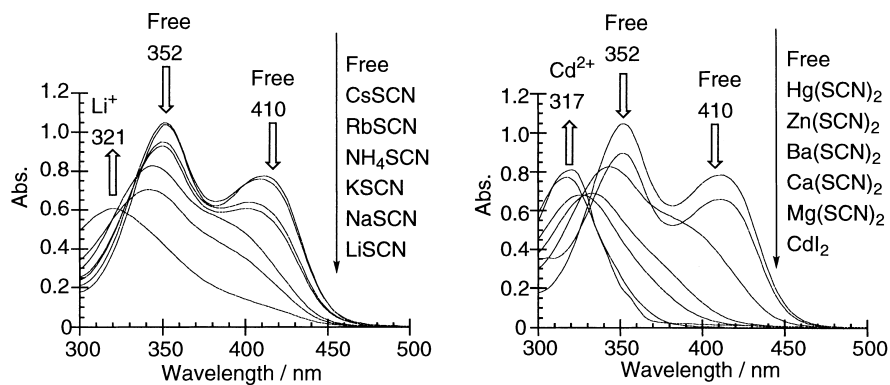 Free
352
Free
410
Li⁺
321
1.2
1.0
0.8
0.6
0.4
0.2
0
Abs.
300
350
400
450
500
Wavelength / nm
Free
CsSCN
RbSCN
NH₄SCN
KSCN
NaSCN
LiSCN
Free
352
Cd²⁺
317
Free
410
1.2
1.0
0.8
0.6
0.4
0.2
0
Abs.
300
350
400
450
500
Wavelength / nm
Free
Hg(SCN)₂
Zn(SCN)₂
Ba(SCN)₂
Ca(SCN)₂
Mg(SCN)₂
CdI₂